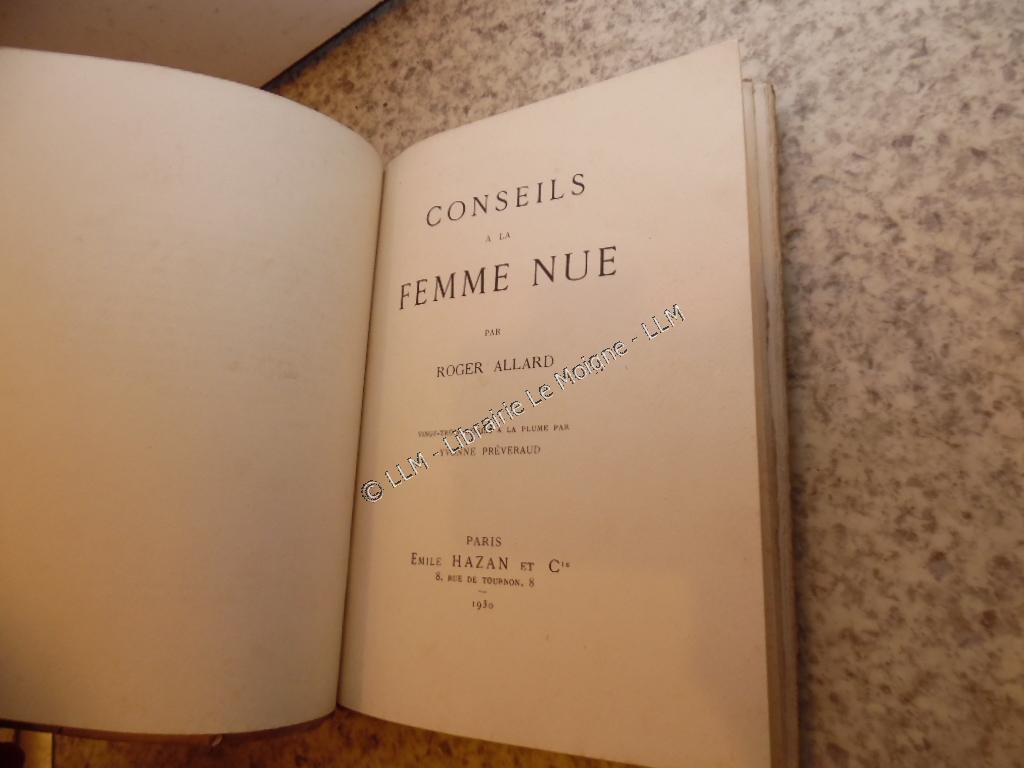 CONSEILS
A LA
FEMME NUE
PAR
ROGER ALLARD
LA PLUME PAR
PRÉVERAUD
PARIS
EMILE HAZAN ET Cie
8, RUE DE TOURNON, 8
1930
© LLM - Librairie Le Moigne - LLM